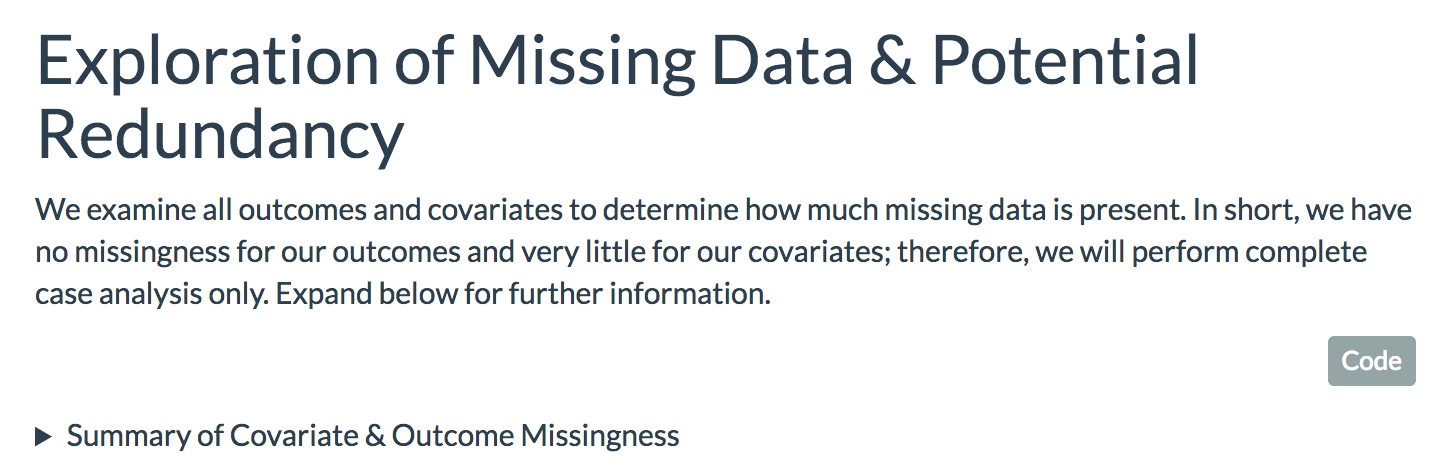 Exploration of Missing Data & Potential
Redundancy
We examine all outcomes and covariates to determine how much missing data is present. In short, we have
no missingness for our outcomes and very little for our covariates; therefore, we will perform complete
case analysis only. Expand below for further information.
Code
Summary of Covariate & Outcome Missingness